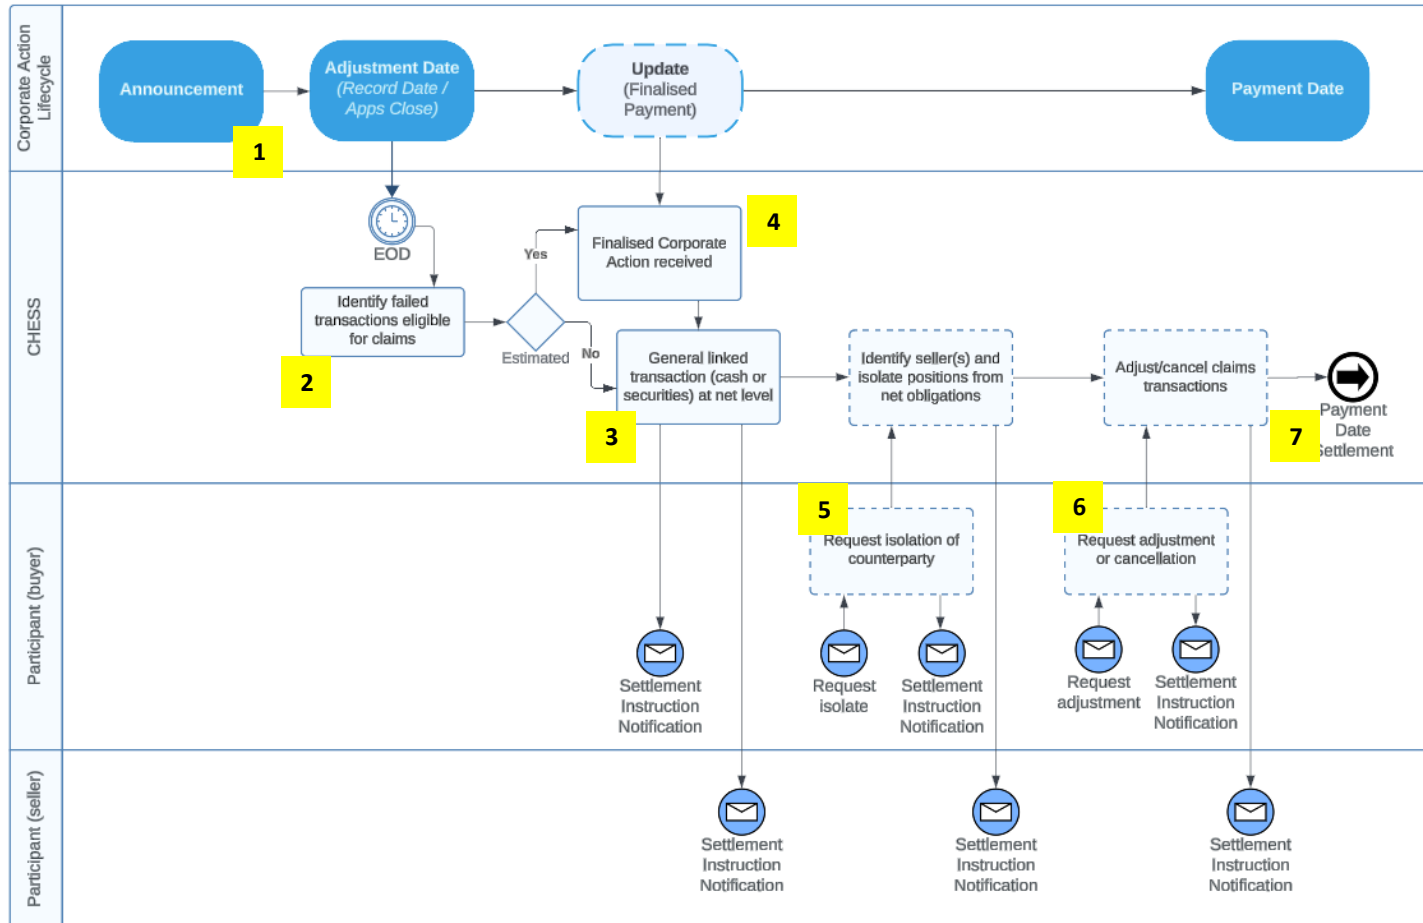 Corporate Action
Lifecycle
Announcement
1
Adjustment Date
(Record Date /
Apps Close)
Update
(Finalised
Payment)
Payment Date
CHESS
EOD
Identify failed
transactions eligible
for claims
2
Estimated
Yes
No
Finalised Corporate
Action received
4
General linked
transaction (cash or
securities) at net level
3
Identify seller(s) and
isolate positions from
net obligations
Adjust/cancel claims
transactions
7
Payment
Date
Settlement
Participant (buyer)
5
Request isolation of
counterparty
6
Request adjustment
or cancellation
Settlement
Instruction
Notification
Request
isolate
Settlement
Instruction
Notification
Request
adjustment
Settlement
Instruction
Notification
Participant (seller)
Settlement
Instruction
Notification
Settlement
Instruction
Notification
Settlement
Instruction
Notification